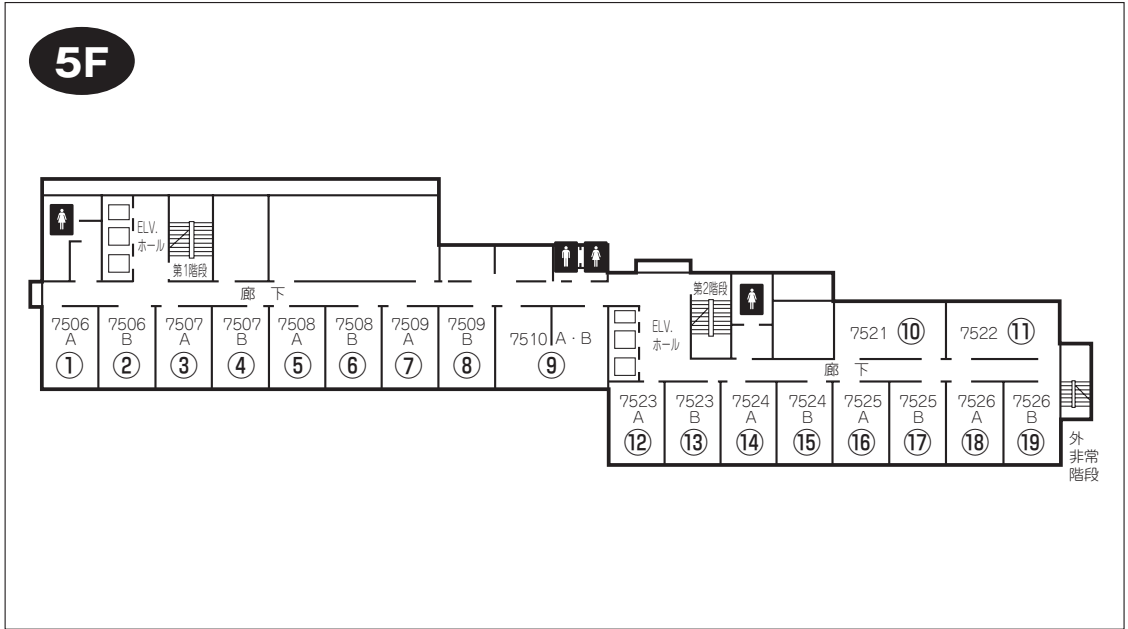 5F
ELV.
ホール
第1階段
廊 下
7506
A
①
7506
B
②
7507
A
③
7507
B
④
7508
A
⑤
7508
B
⑥
7509
A
⑦
7509
B
⑧
7510 A・B
⑨
ELV.
ホール
第2階段
7521 ⑩
7522 ⑪
廊 下
7523
A
⑫
7523
B
⑬
7524
A
⑭
7524
B
⑮
7525
A
⑯
7525
B
⑰
7526
A
⑱
7526
B
⑲
外
非常
階段